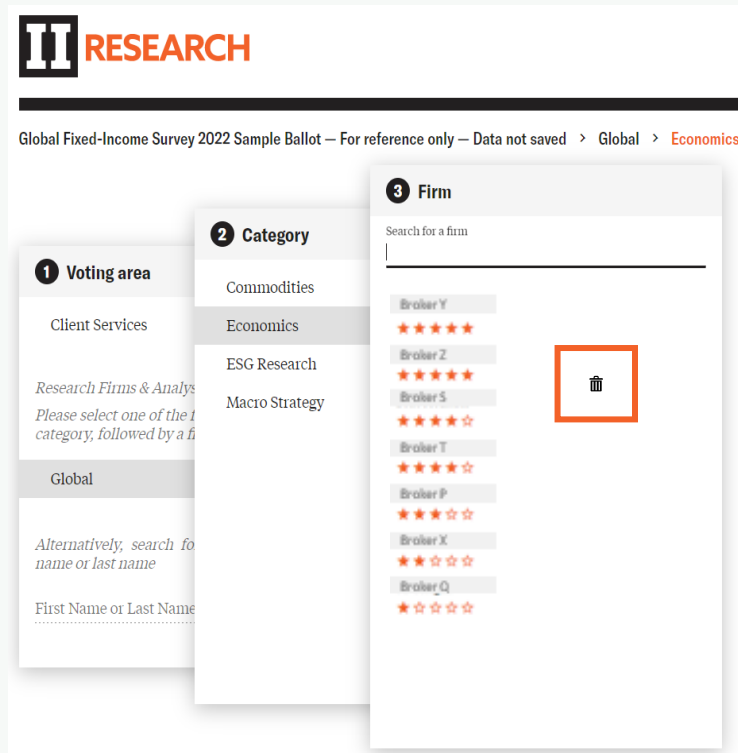 II RESEARCH
Global Fixed-Income Survey 2022 Sample Ballot — For reference only — Data not saved > Global > Economics
1 Voting area
Client Services
Research Firms & Analys
Please select one of the f
category, followed by a fi
Global
Alternatively, search fo
name or last name
First Name or Last Name
2 Category
Commodities
Economics
ESG Research
Macro Strategy
3 Firm
Search for a firm
Broker Y
Broker Z
Broker S
Broker T
Broker P
Broker X
Broker Q